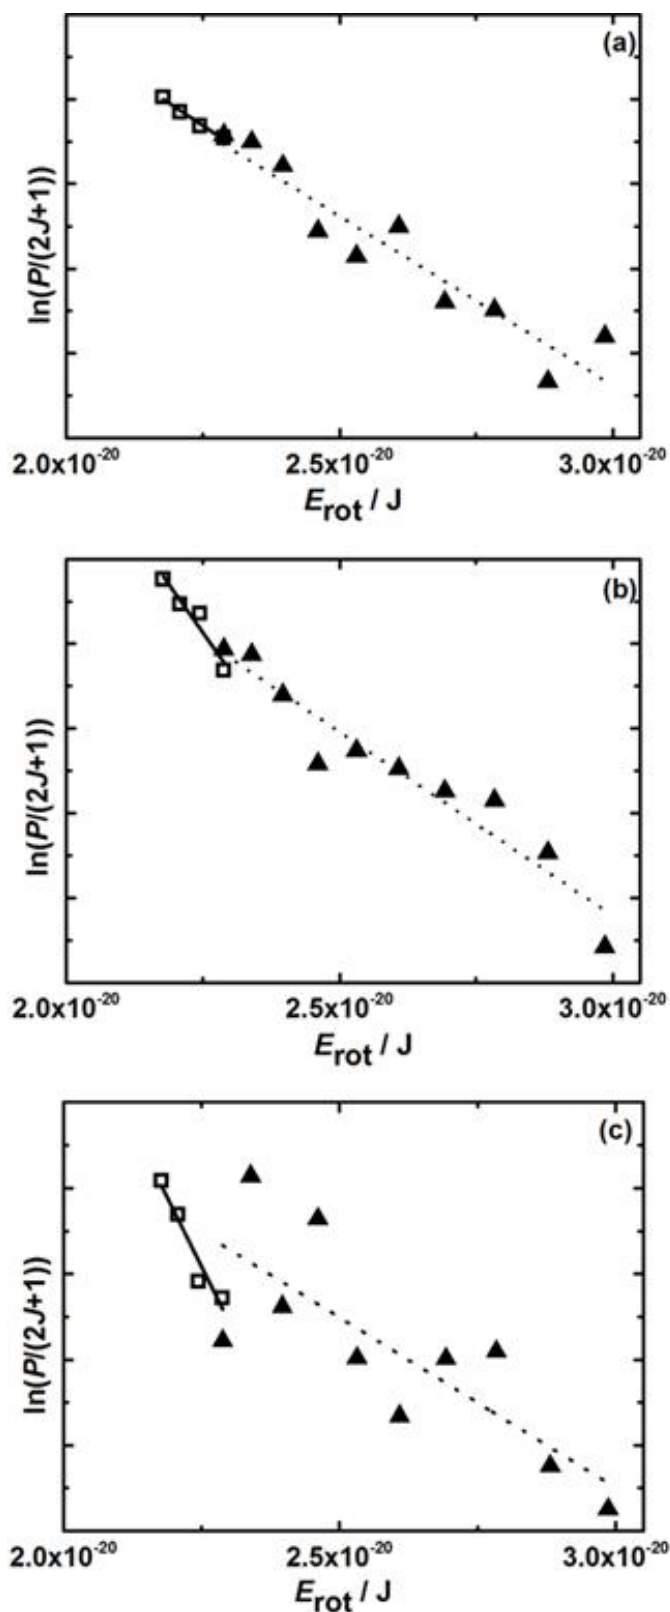 (a)
ln(P/(2J+1))
2.0x10⁻²⁰ 2.5x10⁻²⁰ 3.0x10⁻²⁰
E_rot / J
(b)
ln(P/(2J+1))
2.0x10⁻²⁰ 2.5x10⁻²⁰ 3.0x10⁻²⁰
E_rot / J
(c)
ln(P/(2J+1))
2.0x10⁻²⁰ 2.5x10⁻²⁰ 3.0x10⁻²⁰
E_rot / J